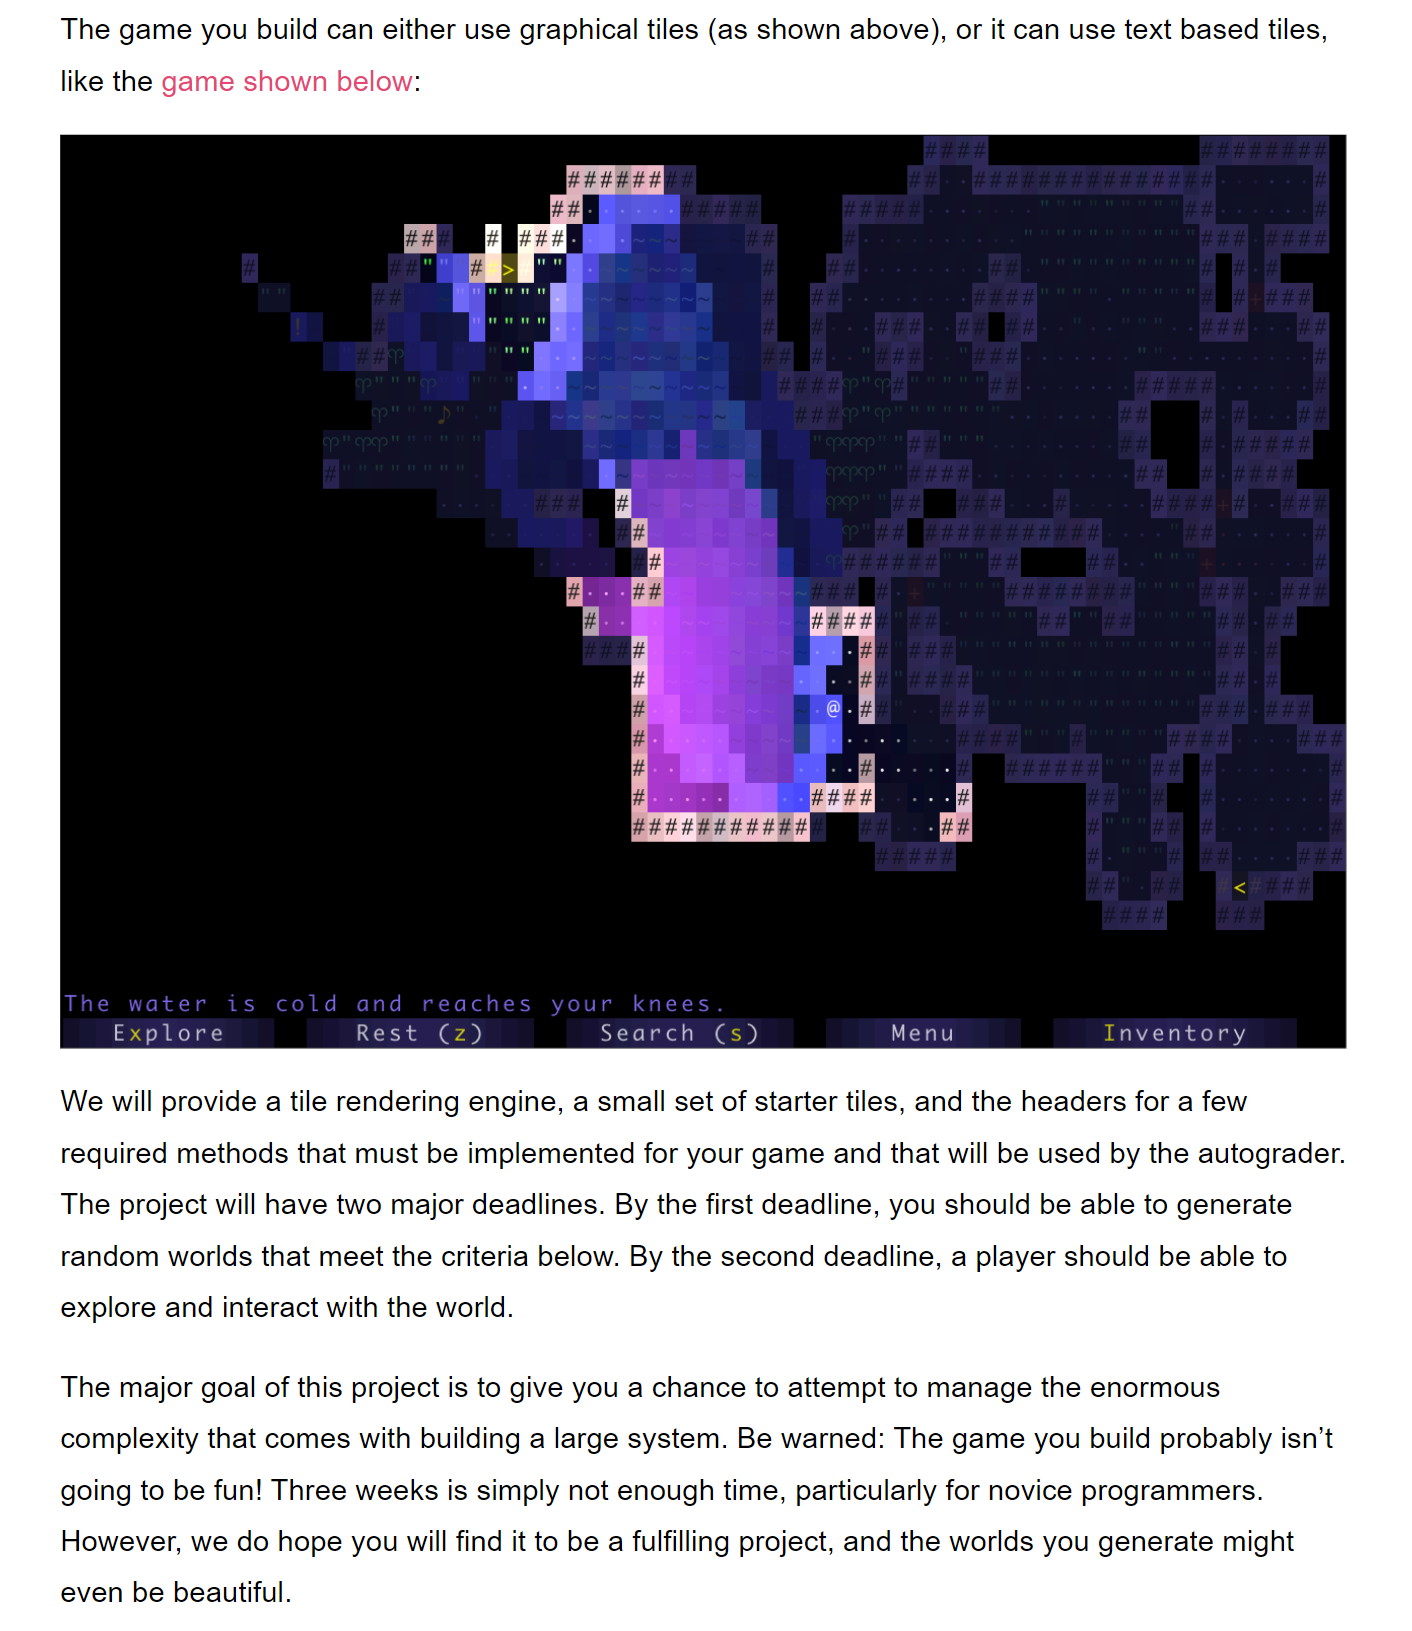 The game you build can either use graphical tiles (as shown above), or it can use text based tiles,
like the game shown below:
The water is cold and reaches your knees.
Explore Rest (z) Search (s) Menu Inventory
We will provide a tile rendering engine, a small set of starter tiles, and the headers for a few
required methods that must be implemented for your game and that will be used by the autograder.
The project will have two major deadlines. By the first deadline, you should be able to generate
random worlds that meet the criteria below. By the second deadline, a player should be able to
explore and interact with the world.
The major goal of this project is to give you a chance to attempt to manage the enormous
complexity that comes with building a large system. Be warned: The game you build probably isn’t
going to be fun! Three weeks is simply not enough time, particularly for novice programmers.
However, we do hope you will find it to be a fulfilling project, and the worlds you generate might
even be beautiful.